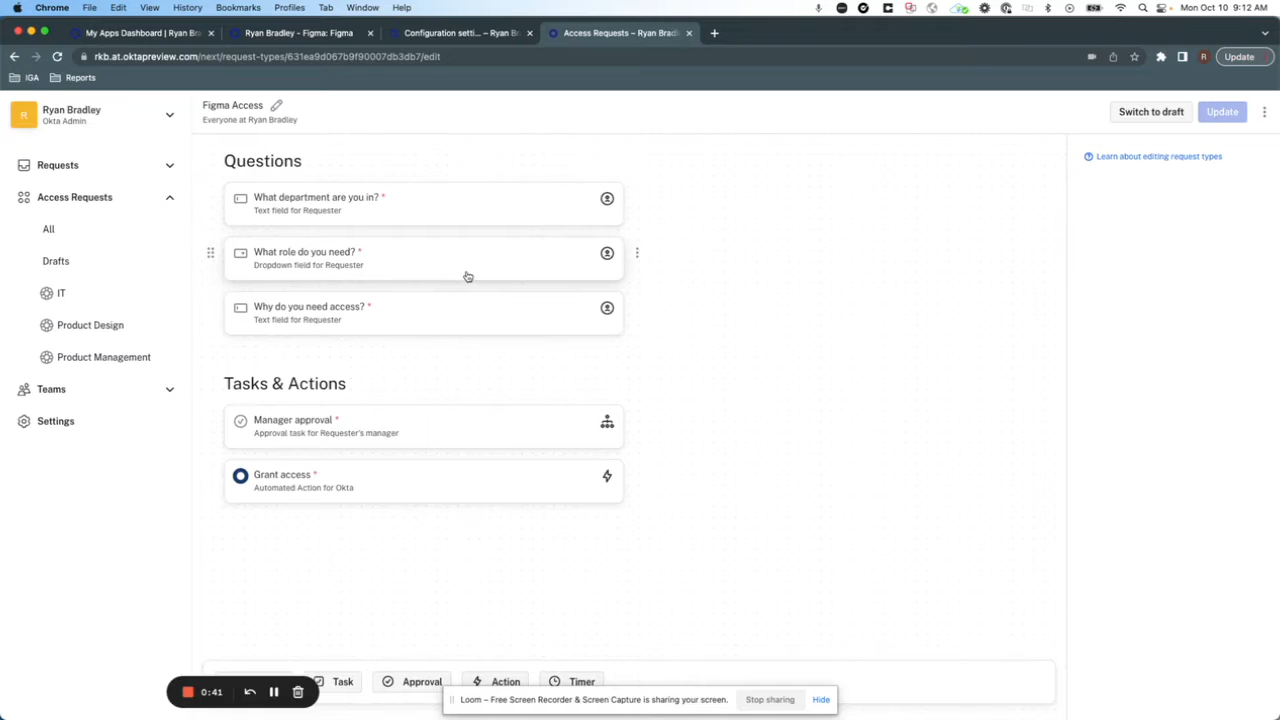 Chrome File Edit View History Bookmarks Profiles Tab Window Help
Mon Oct 10 9:12 AM
My Apps Dashboard | Ryan Br
Ryan Bradley - Figma: Figma
Configuration setti... – Ryan B
Access Requests – Ryan Bradl
rkb.at.oktapreview.com/next/request-types/631ea9d067b9f90007db3db7/edit
R
Update
IGA
Reports
R
Ryan Bradley
Okta Admin
Figma Access
Everyone at Ryan Bradley
Switch to draft
Update
Requests
Access Requests
All
Drafts
IT
Product Design
Product Management
Teams
Settings
Questions
What department are you in? *
Text field for Requester
What role do you need? *
Dropdown field for Requester
Why do you need access? *
Text field for Requester
Tasks & Actions
Manager approval *
Approval task for Requester's manager
Grant access *
Automated Action for Okta
Learn about editing request types
Task
Approval
Action
Timer
0:41
Loom – Free Screen Recorder & Screen Capture is sharing your screen.
Stop sharing
Hide